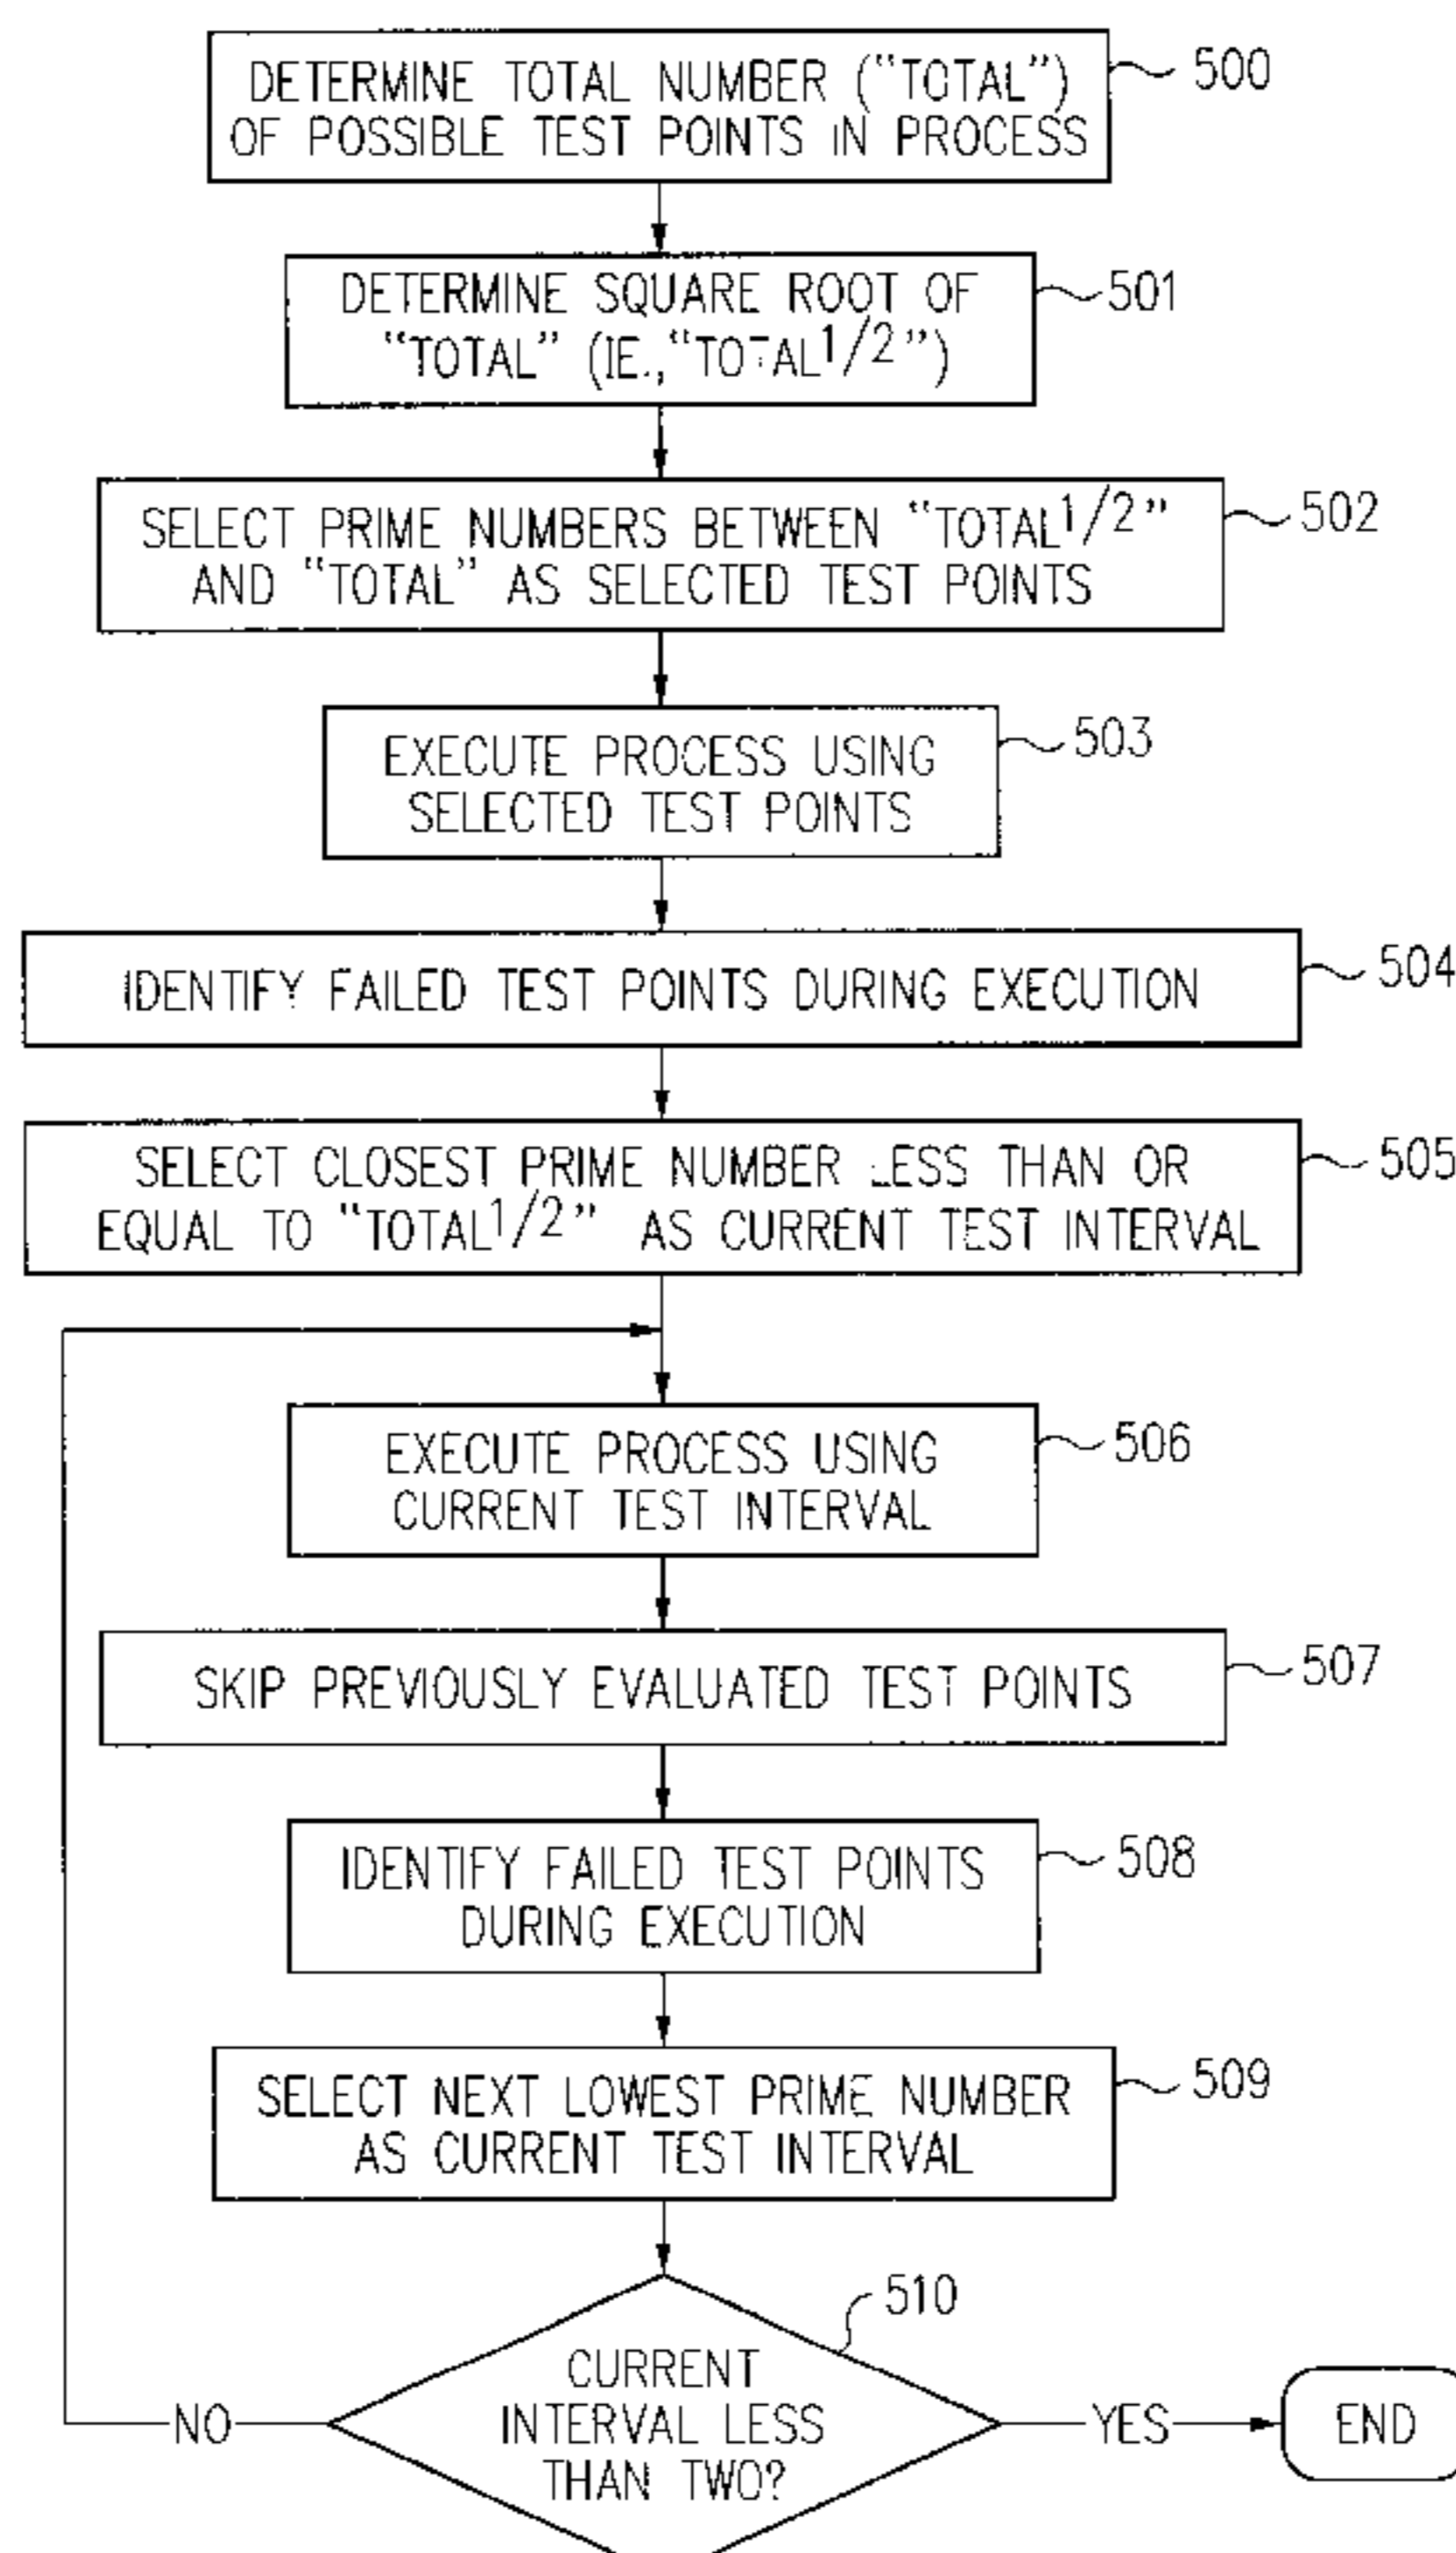 DETERMINE TOTAL NUMBER ("TOTAL")
OF POSSIBLE TEST POINTS IN PROCESS
500
DETERMINE SQUARE ROOT OF
"TOTAL" (IE., "TOTAL1/2")
501
SELECT PRIME NUMBERS BETWEEN "TOTAL1/2"
AND "TOTAL" AS SELECTED TEST POINTS
502
EXECUTE PROCESS USING
SELECTED TEST POINTS
503
IDENTIFY FAILED TEST POINTS DURING EXECUTION
504
SELECT CLOSEST PRIME NUMBER LESS THAN OR
EQUAL TO "TOTAL1/2" AS CURRENT TEST INTERVAL
505
EXECUTE PROCESS USING
CURRENT TEST INTERVAL
506
SKIP PREVIOUSLY EVALUATED TEST POINTS
507
IDENTIFY FAILED TEST POINTS
DURING EXECUTION
508
SELECT NEXT LOWEST PRIME NUMBER
AS CURRENT TEST INTERVAL
509
510
CURRENT
INTERVAL LESS
THAN TWO?
NO
YES
END